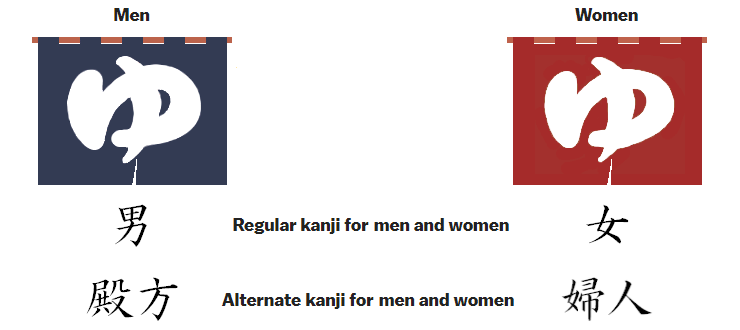 Men Women
ゆ ゆ
男 Regular kanji for men and women 女
殿方 Alternate kanji for men and women 婦人